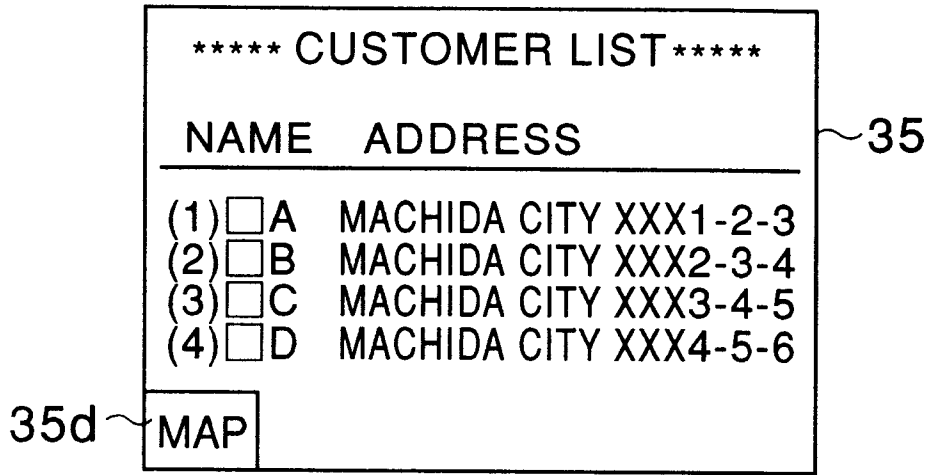 ***** CUSTOMER LIST *****
NAME ADDRESS
35
(1) □A MACHIDA CITY XXX1-2-3
(2) □B MACHIDA CITY XXX2-3-4
(3) □C MACHIDA CITY XXX3-4-5
(4) □D MACHIDA CITY XXX4-5-6
35d
MAP